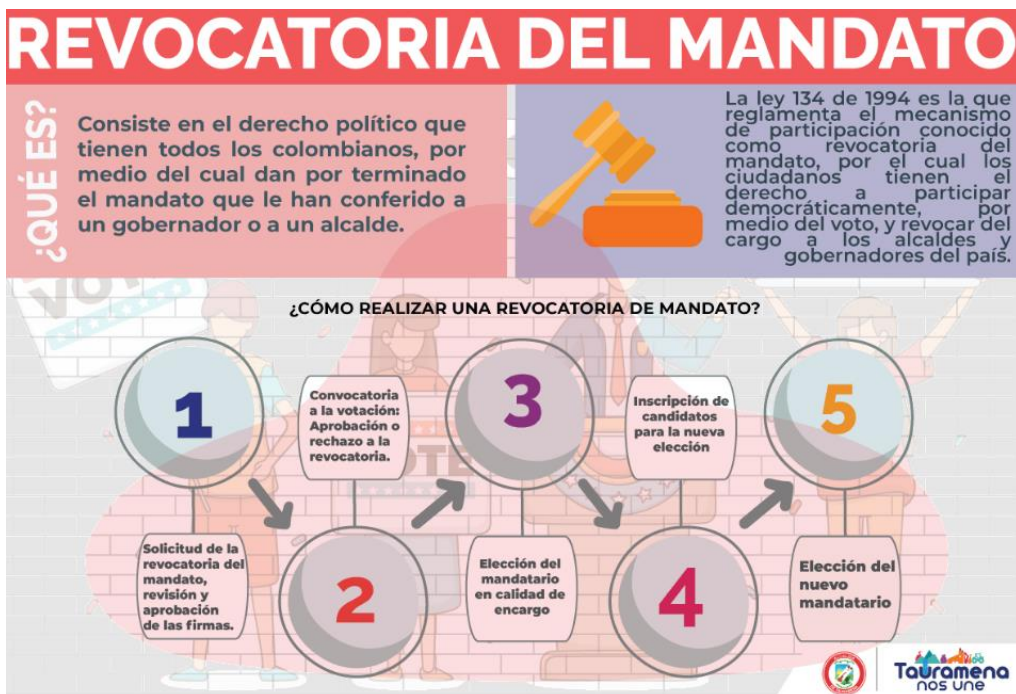 REVOCATORIA DEL MANDATO
¿QUÉ ES?
Consiste en el derecho político que
tienen todos los colombianos, por
medio del cual dan por terminado
el mandato que le han conferido a
un gobernador o a un alcalde.
La ley 134 de 1994 es la que
reglamenta el mecanismo
de participación conocido
como revocatoria del
mandato, por el cual los
ciudadanos tienen el
derecho a participar
democráticamente, por
medio del voto, y revocar del
cargo a los alcaldes y
gobernadores del país.
¿CÓMO REALIZAR UNA REVOCATORIA DE MANDATO?
1
Solicitud de la
revocatoria del
mandato,
revisión y
aprobación
de las firmas.
Convocatoria
a la votación:
Aprobación o
rechazo a la
revocatoria.
2
3
Elección del
mandatario
en calidad de
encargo
Inscripción de
candidatos
para la nueva
elección
4
5
Elección del
nuevo
mandatario
Tauramena
nos une